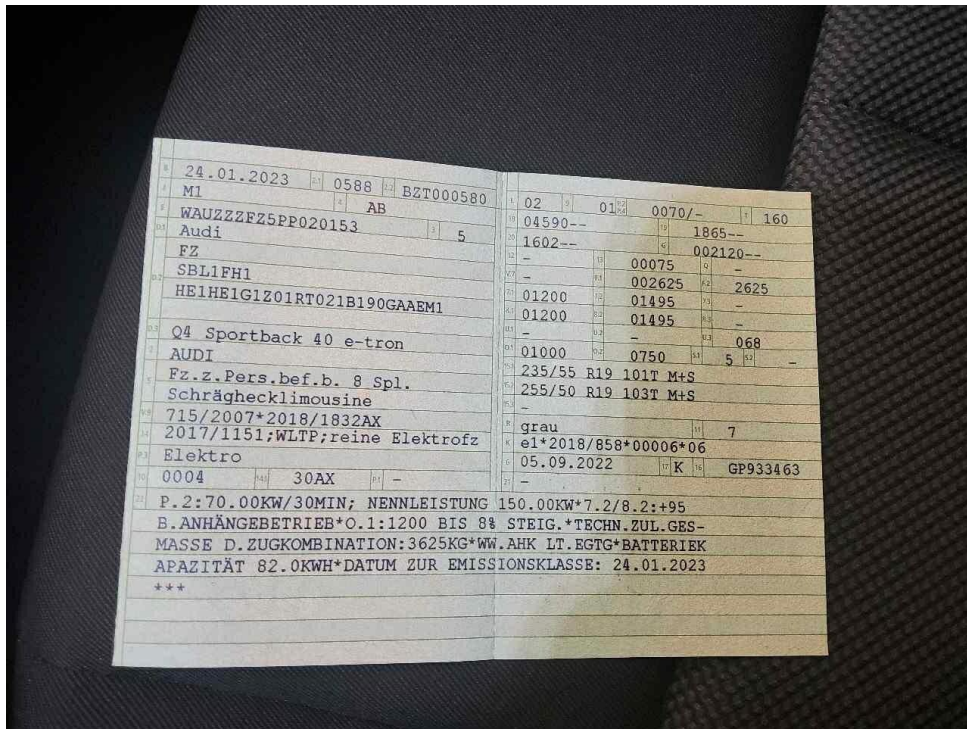 24.01.2023 0588 BZT000580
M1 AB
WAUZZZFZ5PP020153 5
Audi
FZ
SBL1FH1
HE1HE1G1Z01RT021B190GAAEM1
Q4 Sportback 40 e-tron
AUDI
Fz.z.Pers.bef.b. 8 Spl.
Schräghecklimousine
715/2007*2018/1832AX
2017/1151;WLTP;reine Elektrofz
Elektro
0004 30AX -
02 01 0070/- 160
04590-- 1865--
1602-- 002120--
- 00075 -
- 002625 2625
01200 01495 -
01200 01495 -
- - 068
01000 0750 5 -
235/55 R19 101T M+S
255/50 R19 103T M+S
-
grau 7
e1*2018/858*00006*06
05.09.2022 K GP933463
-
P.2:70.00KW/30MIN; NENNLEISTUNG 150.00KW*7.2/8.2:+95
B.ANHÄNGEBETRIEB*O.1:1200 BIS 8% STEIG.*TECHN.ZUL.GES-
MASSE D.ZUGKOMBINATION:3625KG*WW.AHK LT.EGTG*BATTERIEK
APAZITÄT 82.0KWH*DATUM ZUR EMISSIONSKLASSE: 24.01.2023
***